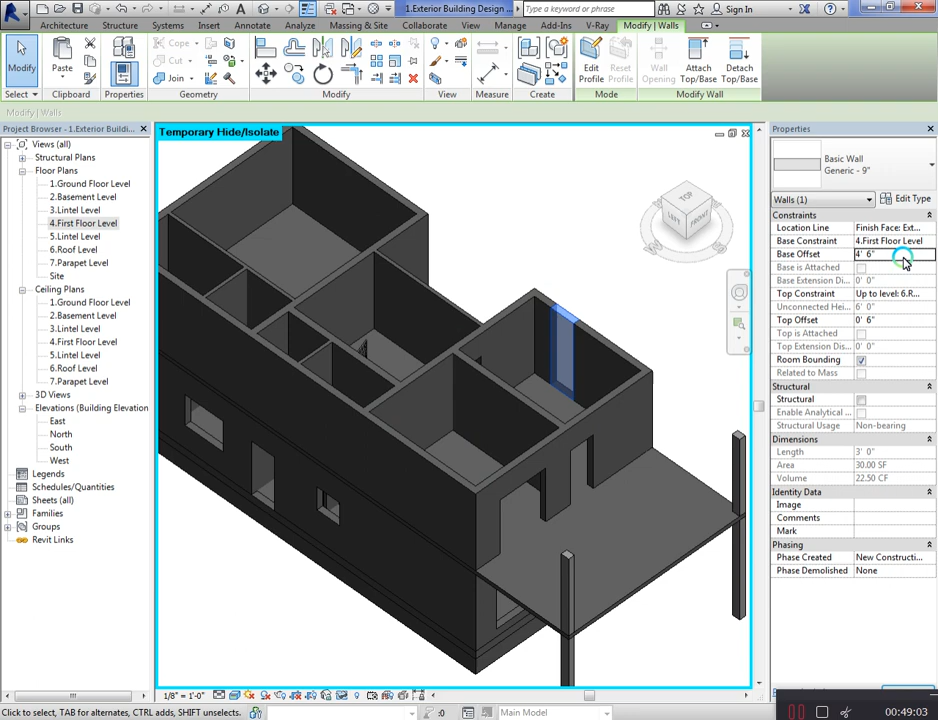 1.Exterior Building Design ...
Type a keyword or phrase
Sign In
Architecture Structure Systems Insert Annotate Analyze Massing & Site Collaborate View Manage Add-Ins V-Ray Modify | Walls
Modify
Paste
Cope
Cut
Join
Properties
Edit Profile
Reset Profile
Wall Opening
Attach Top/Base
Detach Top/Base
Select Clipboard Properties Geometry Modify View Measure Create Mode Modify Wall
Modify | Walls
Project Browser - 1.Exterior Buildi...
Views (all)
Structural Plans
Floor Plans
1.Ground Floor Level
2.Basement Level
3.Lintel Level
4.First Floor Level
5.Lintel Level
6.Roof Level
7.Parapet Level
Site
Ceiling Plans
1.Ground Floor Level
2.Basement Level
3.Lintel Level
4.First Floor Level
5.Lintel Level
6.Roof Level
7.Parapet Level
3D Views
Elevations (Building Elevation
East
North
South
West
Legends
Schedules/Quantities
Sheets (all)
Families
Groups
Revit Links
Temporary Hide/Isolate
TOP
LEFT
FRONT
W
S
Properties
Basic Wall
Generic - 9"
Walls (1)
Edit Type
Constraints
Location Line Finish Face: Ext...
Base Constraint 4.First Floor Level
Base Offset 4' 6"
Base is Attached
Base Extension Di... 0' 0"
Top Constraint Up to level: 6.R...
Unconnected Hei... 6' 0"
Top Offset 0' 6"
Top is Attached
Top Extension Dis... 0' 0"
Room Bounding
Related to Mass
Structural
Structural
Enable Analytical ...
Structural Usage Non-bearing
Dimensions
Length 3' 0"
Area 30.00 SF
Volume 22.50 CF
Identity Data
Image
Comments
Mark
Phasing
Phase Created New Constructi...
Phase Demolished None
1/8" = 1'-0"
Click to select, TAB for alternates, CTRL adds, SHIFT unselects.
:0
Main Model
00:49:03